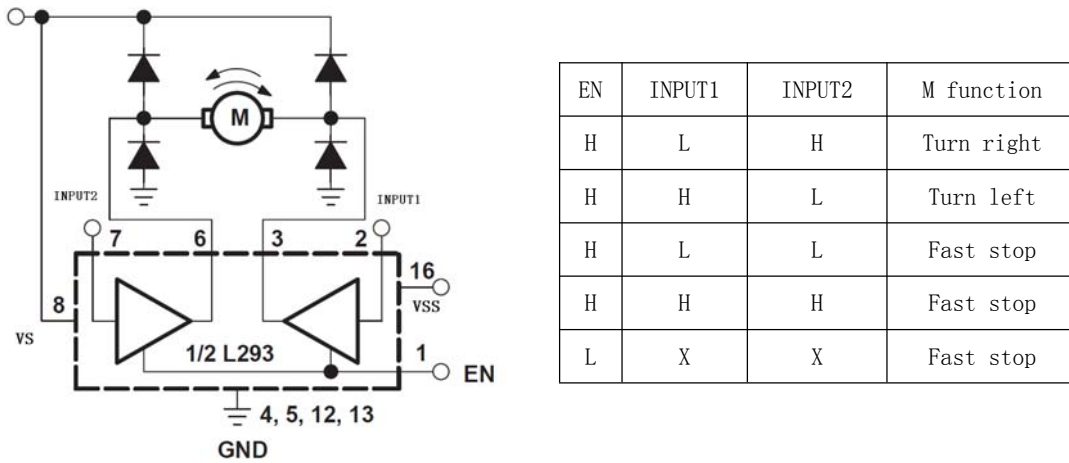 M
INPUT2
INPUT1
7 6 3 2
16
VSS
8
VS
1/2 L293
1
EN
4, 5, 12, 13
GND
EN INPUT1 INPUT2 M function
H L H Turn right
H H L Turn left
H L L Fast stop
H H H Fast stop
L X X Fast stop